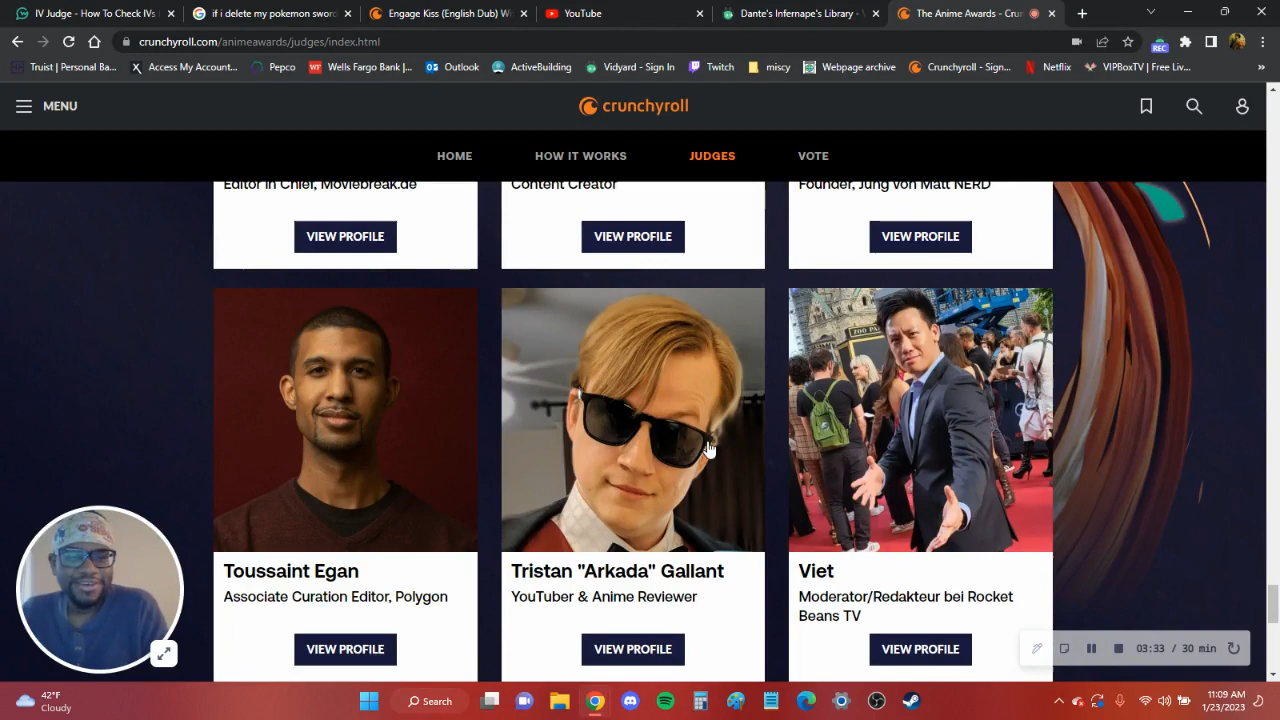 IV Judge - How To Check IVs
if i delete my pokemon sword
Engage Kiss (English Dub) Wi
YouTube
Dante's Infernape's Library -
The Anime Awards - Crun
crunchyroll.com/animeawards/judges/index.html
REC
Truist | Personal Ba...
Access My Account...
Pepco
Wells Fargo Bank |...
Outlook
ActiveBuilding
Vidyard - Sign In
Twitch
miscy
Webpage archive
Crunchyroll - Sign...
Netflix
VIPBoxTV | Free Liv...
MENU
crunchyroll
HOME
HOW IT WORKS
JUDGES
VOTE
Editor in Chief, Moviebreak.de
Content Creator
Founder, Jung von Matt NERD
VIEW PROFILE
VIEW PROFILE
VIEW PROFILE
ZOO PA
Toussaint Egan
Associate Curation Editor, Polygon
VIEW PROFILE
Tristan "Arkada" Gallant
YouTuber & Anime Reviewer
VIEW PROFILE
Viet
Moderator/Redakteur bei Rocket
Beans TV
VIEW PROFILE
03:33 / 30 min
42°F
Cloudy
Search
11:09 AM
1/23/2023